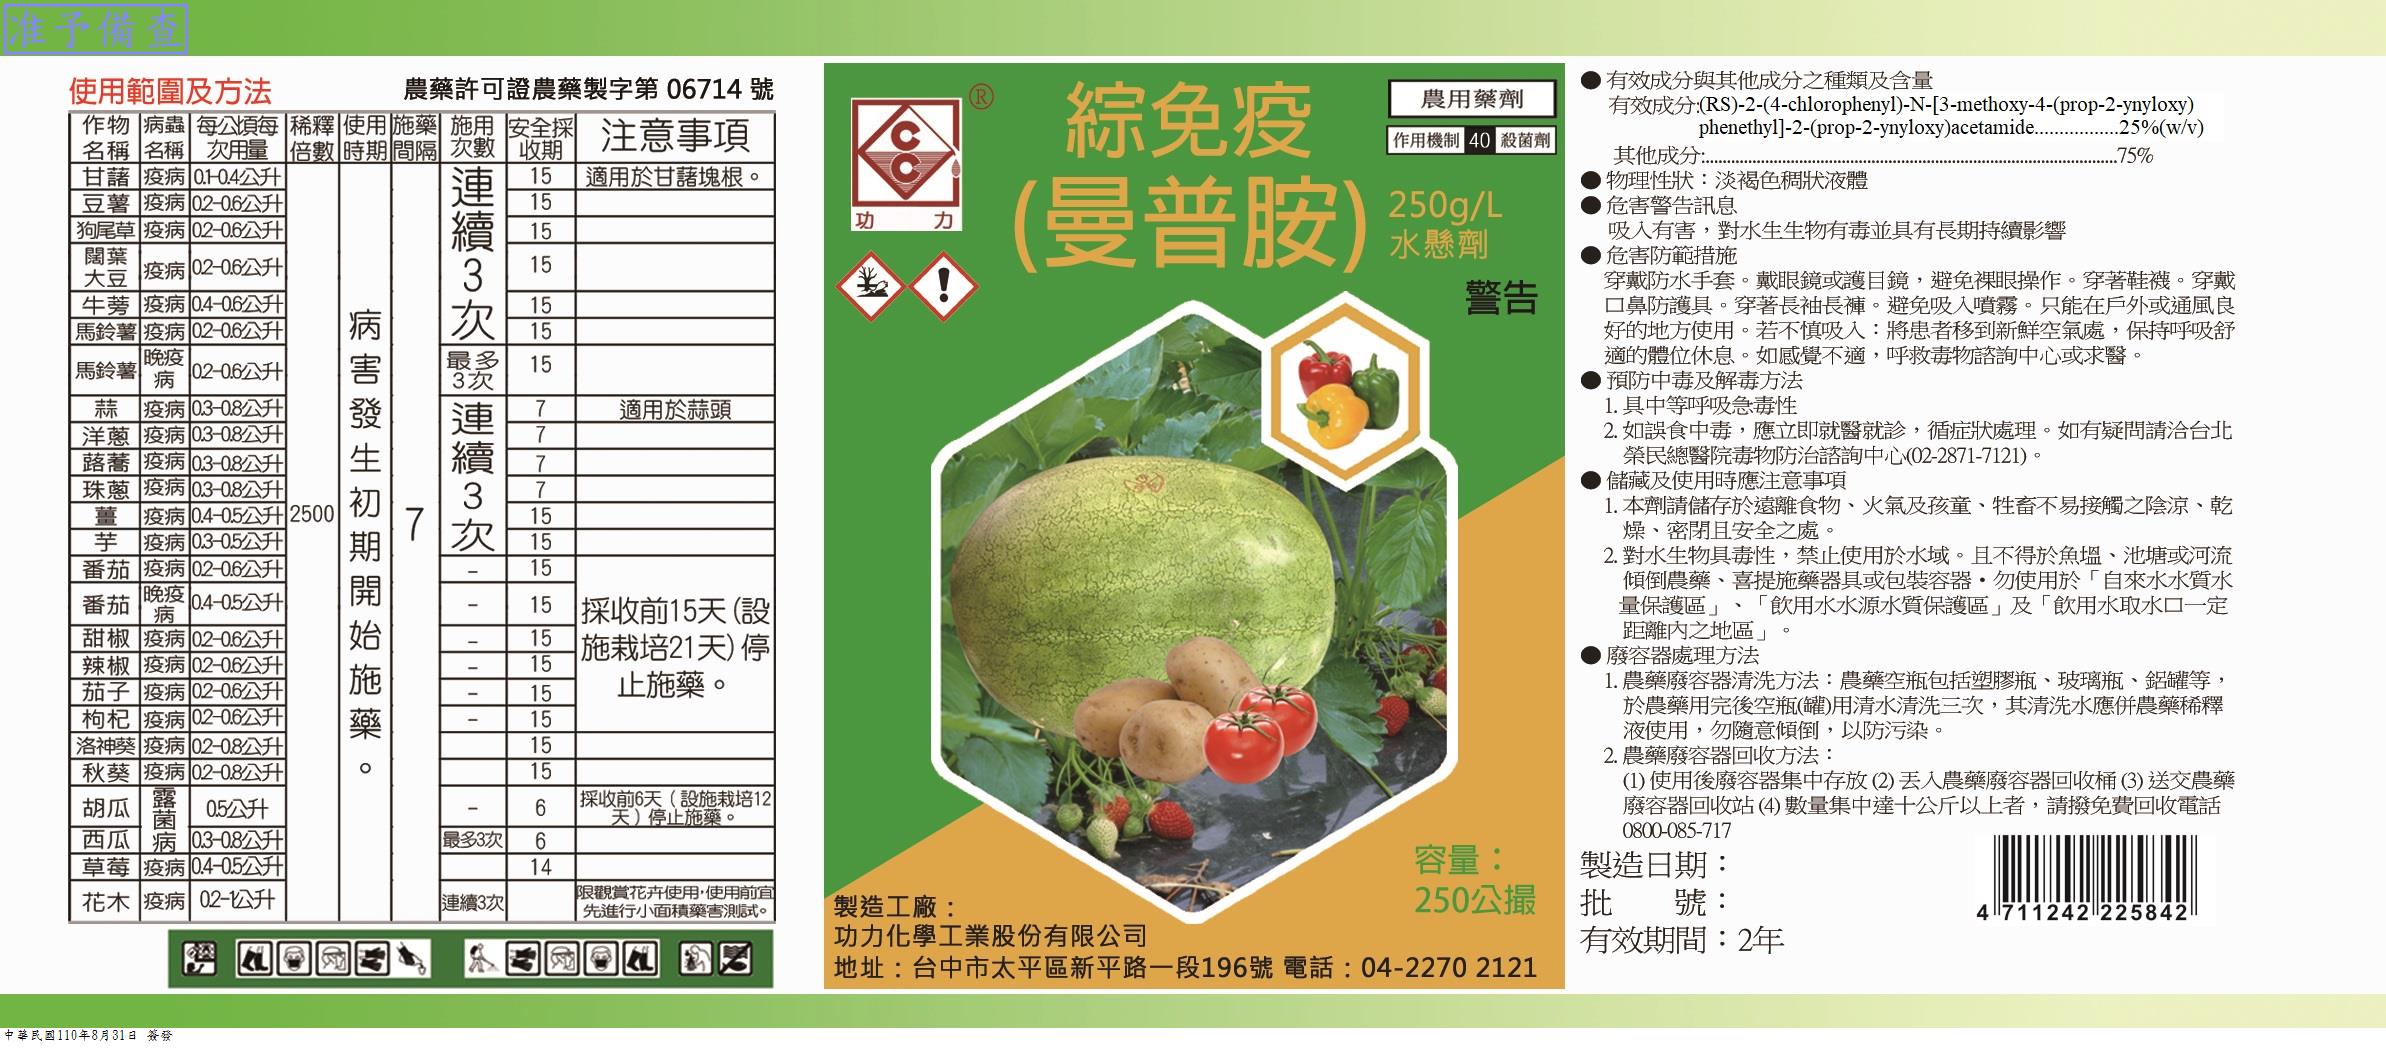 准予備查
使用範圍及方法 農藥許可證農藥製字第 06714 號
作物名稱 病蟲名稱 每公頃每次用量 稀釋倍數 使用時期 施藥間隔 施用次數 安全採收期 注意事項
甘藷 疫病 0.1-0.4公升 2500 病害發生初期開始施藥。 7 連續3次 15 適用於甘藷塊根。
豆薯 疫病 0.2-0.6公升 15
狗尾草 疫病 0.2-0.6公升 15
闊葉大豆 疫病 0.2-0.6公升 15
牛蒡 疫病 0.4-0.6公升 15
馬鈴薯 疫病 0.2-0.6公升 15
馬鈴薯 晚疫病 0.2-0.6公升 最多3次 15
蒜 疫病 0.3-0.8公升 連續3次 7 適用於蒜頭
洋蔥 疫病 0.3-0.8公升 7
蕗蕎 疫病 0.3-0.8公升 7
珠蔥 疫病 0.3-0.8公升 7
薑 疫病 0.4-0.5公升 15
芋 疫病 0.3-0.5公升 15
番茄 疫病 0.2-0.6公升 - 15 採收前15天(設施栽培21天)停止施藥。
番茄 晚疫病 0.4-0.5公升 - 15
甜椒 疫病 0.2-0.6公升 - 15
辣椒 疫病 0.2-0.6公升 - 15
茄子 疫病 0.2-0.6公升 - 15
枸杞 疫病 0.2-0.6公升 - 15
洛神葵 疫病 0.2-0.8公升 15
秋葵 疫病 0.2-0.8公升 15
胡瓜 露菌病 0.5公升 - 6 採收前6天(設施栽培12天)停止施藥。
西瓜 0.3-0.8公升 最多3次 6
草莓 疫病 0.4-0.5公升 14
花木 疫病 0.2-1公升 連續3次 限觀賞花卉使用,使用前宜先進行小面積藥害測試。
功力
®
綜免疫
(曼普胺)
農用藥劑
作用機制 40 殺菌劑
250g/L
水懸劑
警告
容量：
250公撮
製造工廠：
功力化學工業股份有限公司
地址：台中市太平區新平路一段196號 電話：04-2270 2121
● 有效成分與其他成分之種類及含量
有效成分:(RS)-2-(4-chlorophenyl)-N-[3-methoxy-4-(prop-2-ynyloxy)
phenethyl]-2-(prop-2-ynyloxy)acetamide.................25%(w/v)
其他成分:...................................................................................................75%
● 物理性狀：淡褐色稠狀液體
● 危害警告訊息
吸入有害，對水生生物有毒並具有長期持續影響
● 危害防範措施
穿戴防水手套。戴眼鏡或護目鏡，避免裸眼操作。穿著鞋襪。穿戴
口鼻防護具。穿著長袖長褲。避免吸入噴霧。只能在戶外或通風良
好的地方使用。若不慎吸入：將患者移到新鮮空氣處，保持呼吸舒
適的體位休息。如感覺不適，呼救毒物諮詢中心或求醫。
● 預防中毒及解毒方法
1. 具中等呼吸急毒性
2. 如誤食中毒，應立即就醫就診，循症狀處理。如有疑問請洽台北
榮民總醫院毒物防治諮詢中心(02-2871-7121)。
● 儲藏及使用時應注意事項
1. 本劑請儲存於遠離食物、火氣及孩童、牲畜不易接觸之陰涼、乾
燥、密閉且安全之處。
2. 對水生物具毒性，禁止使用於水域。且不得於魚塭、池塘或河流
傾倒農藥、喜提施藥器具或包裝容器・勿使用於「自來水水質水
量保護區」、「飲用水水源水質保護區」及「飲用水取水口一定
距離內之地區」。
● 廢容器處理方法
1. 農藥廢容器清洗方法：農藥空瓶包括塑膠瓶、玻璃瓶、鋁罐等，
於農藥用完後空瓶(罐)用清水清洗三次，其清洗水應併農藥稀釋
液使用，勿隨意傾倒，以防污染。
2. 農藥廢容器回收方法：
(1) 使用後廢容器集中存放 (2) 丟入農藥廢容器回收桶 (3) 送交農藥
廢容器回收站 (4) 數量集中達十公斤以上者，請撥免費回收電話
0800-085-717
製造日期：
批　　號：
有效期間：2年
4 711242 225842
中華民國110年8月31日 簽發